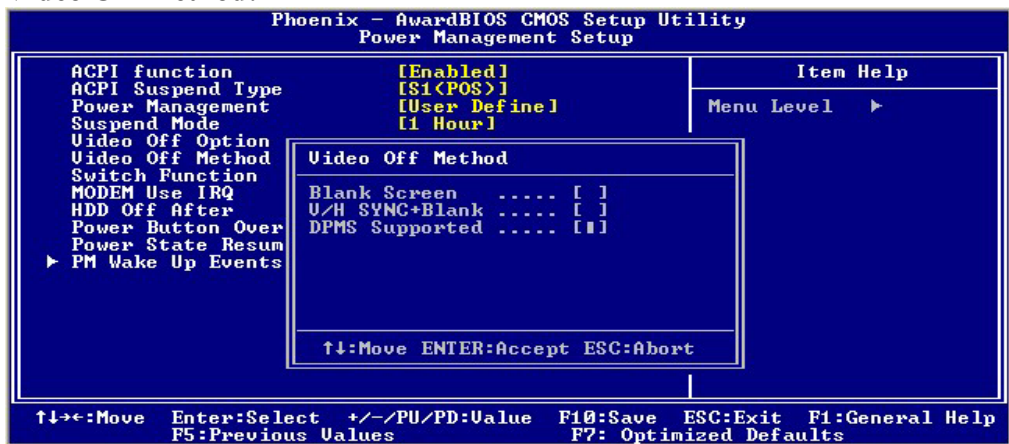 Phoenix - AwardBIOS CMOS Setup Utility
Power Management Setup
ACPI function [Enabled] Item Help
ACPI Suspend Type [S1(POS)]
Power Management [User Define] Menu Level ▶
Suspend Mode [1 Hour]
Video Off Option
Video Off Method
Switch Function
MODEM Use IRQ
HDD Off After
Power Button Over
Power State Resum
▶ PM Wake Up Events
Video Off Method
Blank Screen ..... [ ]
V/H SYNC+Blank ..... [ ]
DPMS Supported ..... [▮]
↑↓:Move ENTER:Accept ESC:Abort
↑↓→←:Move Enter:Select +/-/PU/PD:Value F10:Save ESC:Exit F1:General Help
F5:Previous Values F7: Optimized Defaults